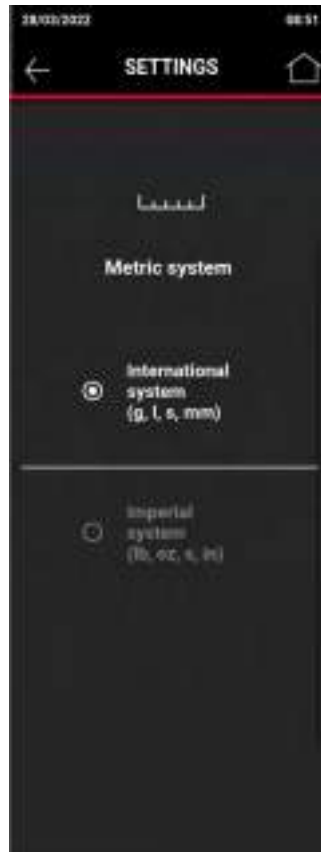 28/03/2022 08:51
SETTINGS
Metric system
International
system
(g, l, s, mm)
Imperial
system
(lb, oz, s, in)